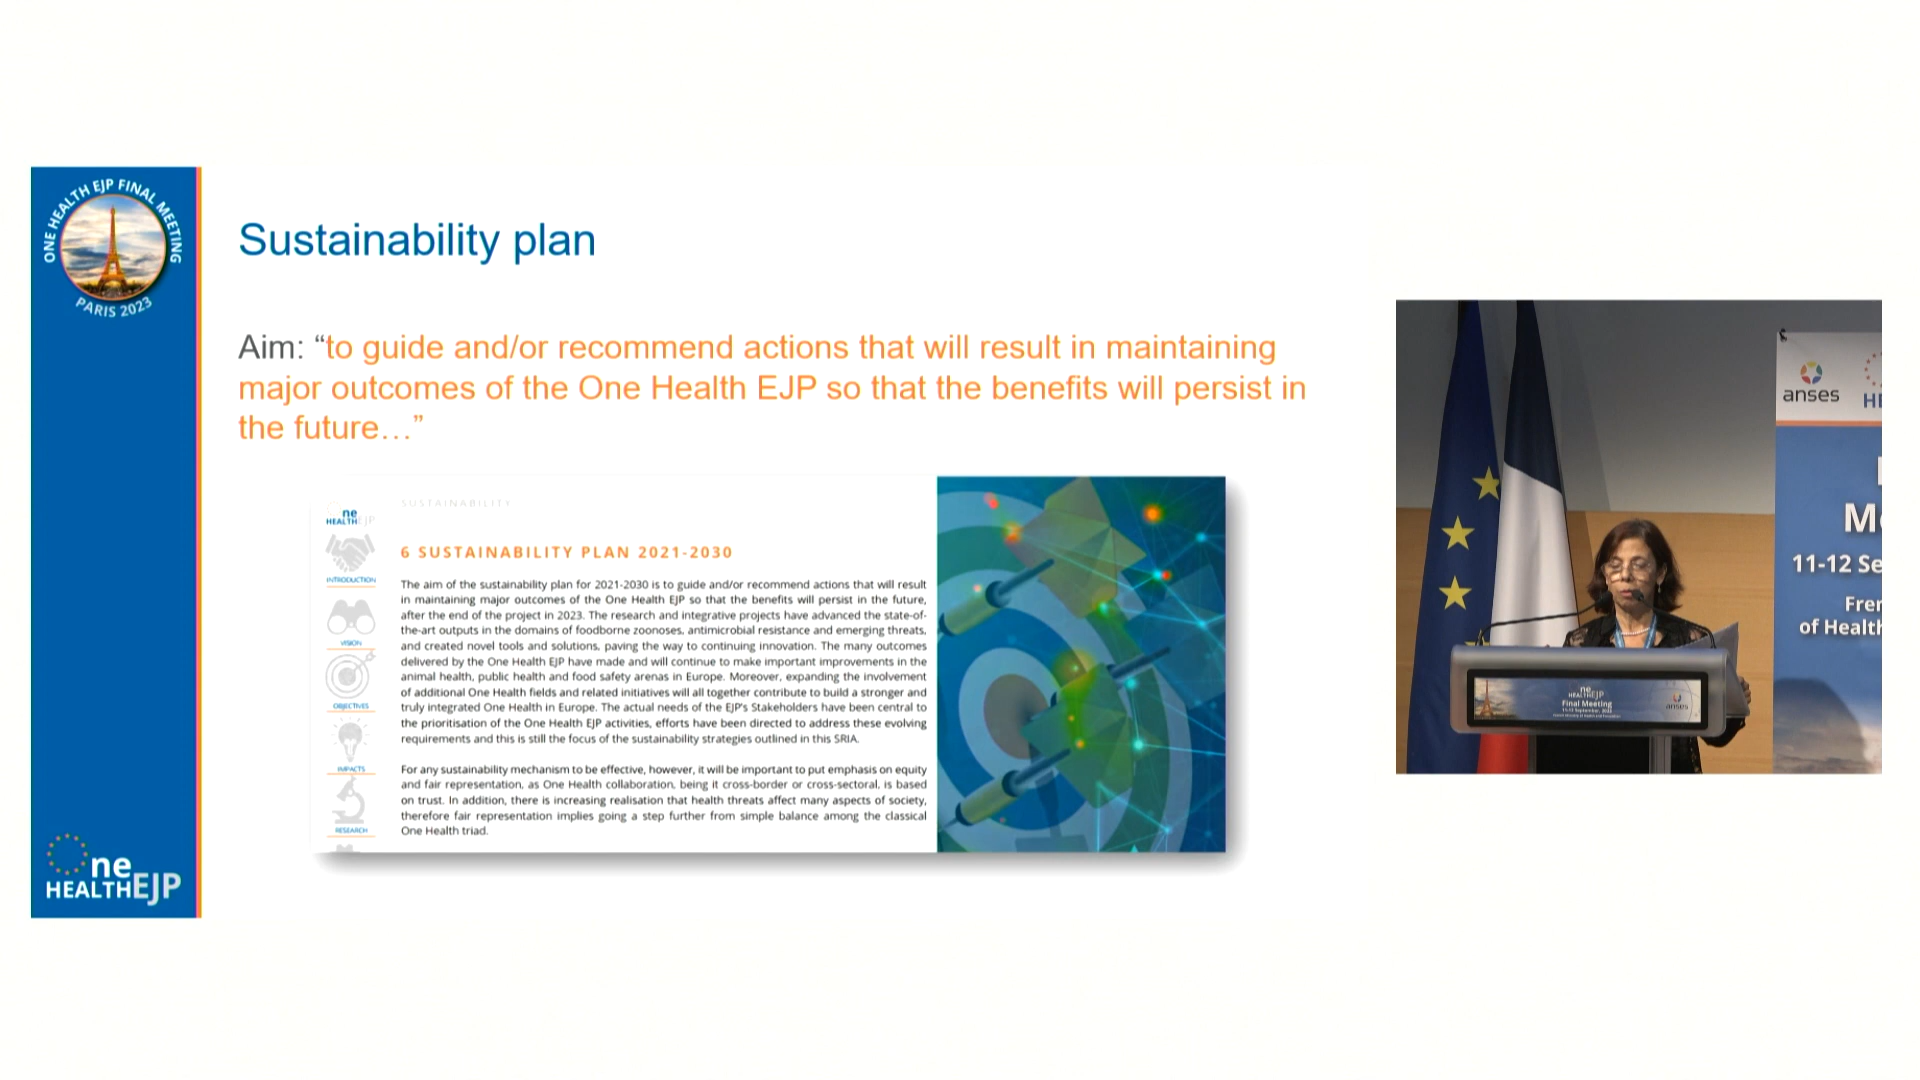 ONE HEALTH EJP FINAL MEETING
PARIS 2023
Sustainability plan
Aim: “to guide and/or recommend actions that will result in maintaining
major outcomes of the One Health EJP so that the benefits will persist in
the future…”
SUSTAINABILITY
ne
HEALTHEJP
6 SUSTAINABILITY PLAN 2021-2030
INTRODUCTION
VISION
OBJECTIVES
IMPACTS
RESEARCH
The aim of the sustainability plan for 2021-2030 is to guide and/or recommend actions that will result
in maintaining major outcomes of the One Health EJP so that the benefits will persist in the future,
after the end of the project in 2023. The research and integrative projects have advanced the state-of-
the-art outputs in the domains of foodborne zoonoses, antimicrobial resistance and emerging threats,
and created novel tools and solutions, paving the way to continuing innovation. The many outcomes
delivered by the One Health EJP have made and will continue to make important improvements in the
animal health, public health and food safety arenas in Europe. Moreover, expanding the involvement
of additional One Health fields and related initiatives will all together contribute to build a stronger and
truly integrated One Health in Europe. The actual needs of the EJP's Stakeholders have been central to
the prioritisation of the One Health EJP activities, efforts have been directed to address these evolving
requirements and this is still the focus of the sustainability strategies outlined in this SRIA.
For any sustainability mechanism to be effective, however, it will be important to put emphasis on equity
and fair representation, as One Health collaboration, being it cross-border or cross-sectoral, is based
on trust. In addition, there is increasing realisation that health threats affect many aspects of society,
therefore fair representation implies going a step further from simple balance among the classical
One Health triad.
ne
HEALTHEJP
anses
HE
M
11-12 Se
Fren
of Health
ne
HEALTHEJP
Final Meeting
anses